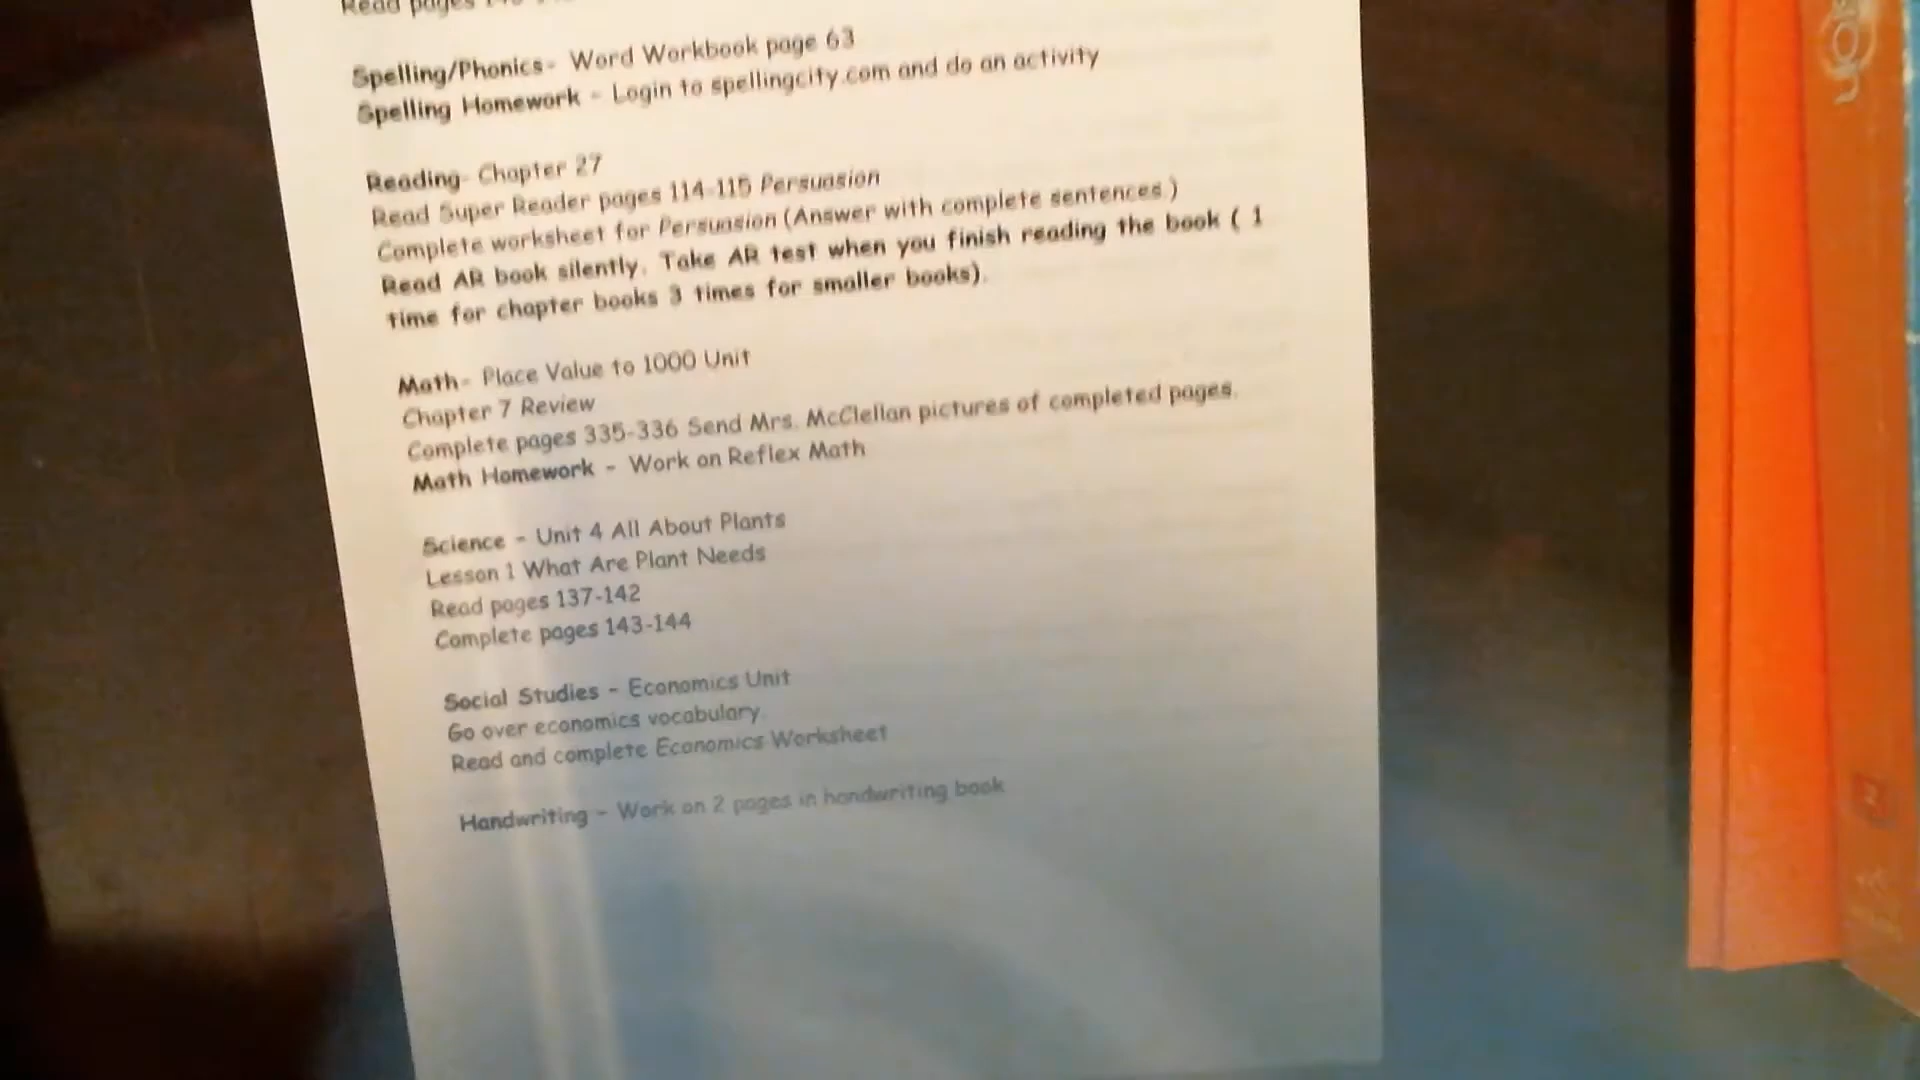 Read pages
Spelling/Phonics- Word Workbook page 63
Spelling Homework - Login to spellingcity.com and do an activity
Reading- Chapter 27
Read Super Reader pages 114-115 Persuasion
Complete worksheet for Persuasion (Answer with complete sentences.)
Read AR book silently. Take AR test when you finish reading the book ( 1
time for chapter books 3 times for smaller books).
Math- Place Value to 1000 Unit
Chapter 7 Review
Complete pages 335-336 Send Mrs. McClellan pictures of completed pages.
Math Homework - Work on Reflex Math
Science - Unit 4 All About Plants
Lesson 1 What Are Plant Needs
Read pages 137-142
Complete pages 143-144
Social Studies - Economics Unit
Go over economics vocabulary.
Read and complete Economics Worksheet
Handwriting - Work on 2 pages in handwriting book
2